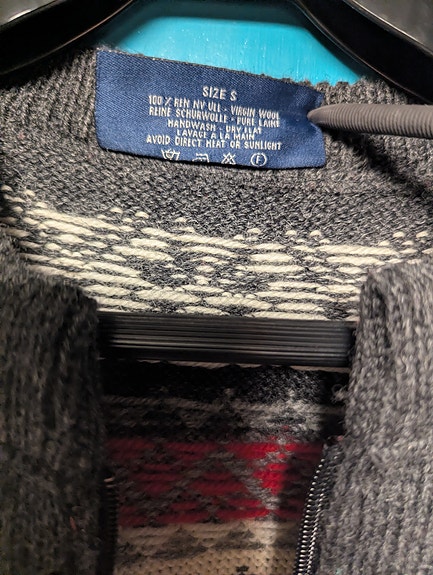 SIZE S
100 % REN NY ULL - VIRGIN WOOL
REINE SCHURWOLLE - PURE LAINE
HANDWASH - DRY FLAT
LAVAGE A LA MAIN
AVOID DIRECT HEAT OR SUNLIGHT
F